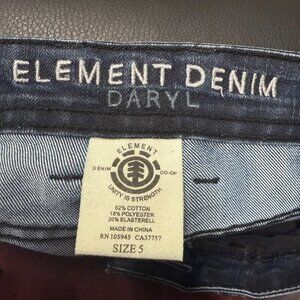 ELEMENT DENIM
DARYL
ELEMENT
DENIM CO-OP
UNITY IS STRENGTH
62% COTTON
18% POLYESTER
20% ELASTERELL
MADE IN CHINA
RN 105945 CA37757
SIZE 5